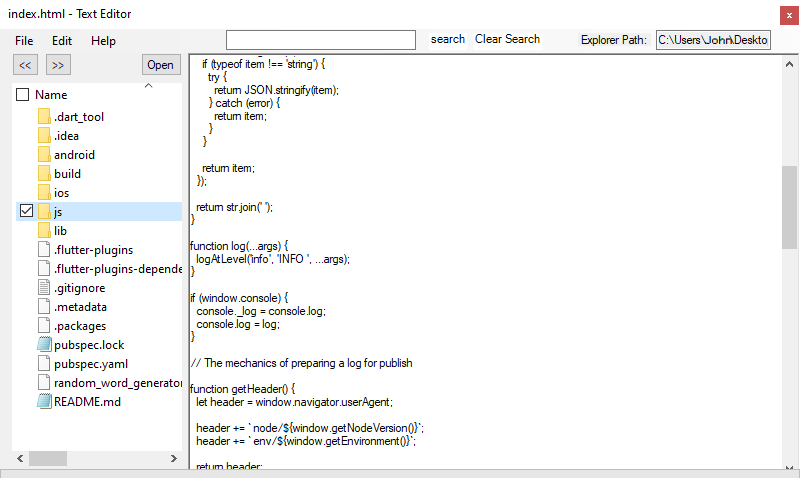 index.html - Text Editor
File Edit Help
search Clear Search Explorer Path: C:\Users\John\Deskto
<< >> Open
Name
.dart_tool
.idea
android
build
ios
js
lib
.flutter-plugins
.flutter-plugins-depende
.gitignore
.metadata
.packages
pubspec.lock
pubspec.yaml
random_word_generator
README.md
if (typeof item !== 'string') {
try {
return JSON.stringify(item);
} catch (error) {
return item;
}
}
return item;
});
return str.join(' ');
}
function log(...args) {
logAtLevel('info', 'INFO ', ...args);
}
if (window.console) {
console._log = console.log;
console.log = log;
}
// The mechanics of preparing a log for publish
function getHeader() {
let header = window.navigator.userAgent;
header += ` node/${window.getNodeVersion()}`;
header += ` env/${window.getEnvironment()}`;
return header;